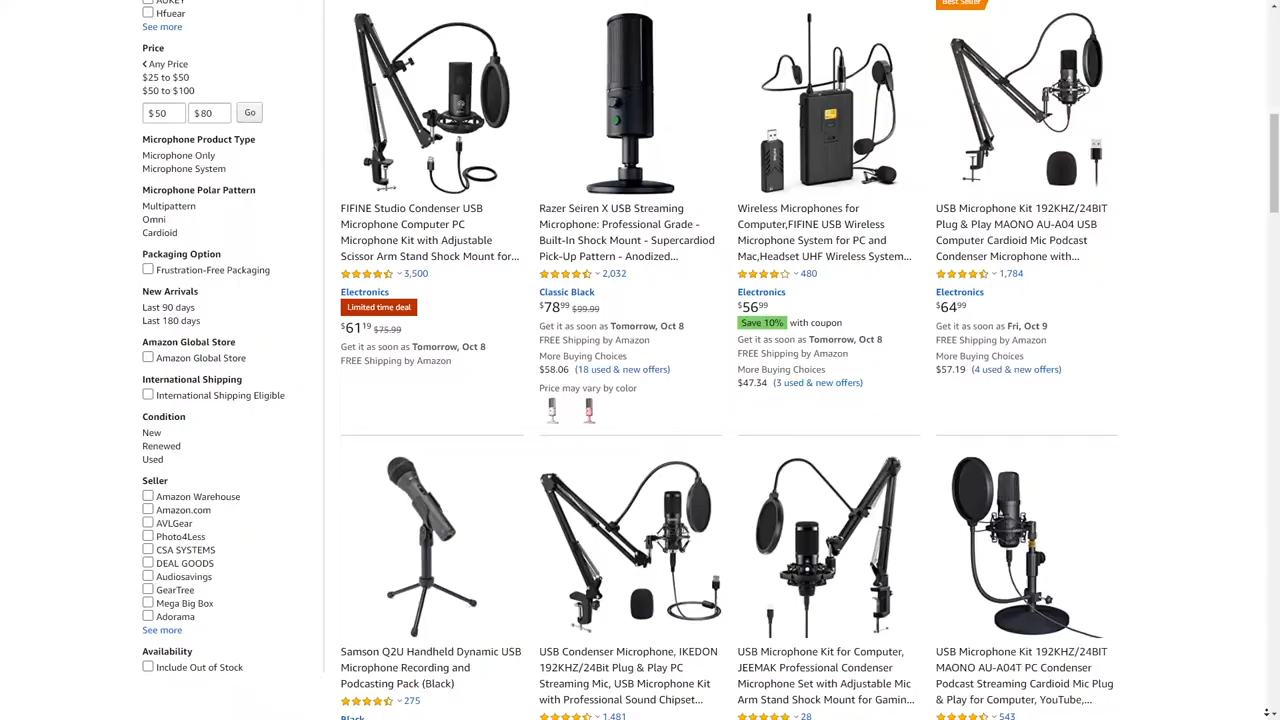 AUKEY
Hfuear
See more
Price
Any Price
$25 to $50
$50 to $100
$ 50
$ 80
Go
Microphone Product Type
Microphone Only
Microphone System
Microphone Polar Pattern
Multipattern
Omni
Cardioid
Packaging Option
Frustration-Free Packaging
New Arrivals
Last 90 days
Last 180 days
Amazon Global Store
Amazon Global Store
International Shipping
International Shipping Eligible
Condition
New
Renewed
Used
Seller
Amazon Warehouse
Amazon.com
AVLGear
Photo4Less
CSA SYSTEMS
DEAL GOODS
Audiosavings
GearTree
Mega Big Box
Adorama
See more
Availability
Include Out of Stock
FIFINE Studio Condenser USB
Microphone Computer PC
Microphone Kit with Adjustable
Scissor Arm Stand Shock Mount for...
3,500
Electronics
Limited time deal
$61 19 $75.99
Get it as soon as Tomorrow, Oct 8
FREE Shipping by Amazon
Razer Seiren X USB Streaming
Microphone: Professional Grade -
Built-In Shock Mount - Supercardiod
Pick-Up Pattern - Anodized...
2,032
Classic Black
$78 99 $99.99
Get it as soon as Tomorrow, Oct 8
FREE Shipping by Amazon
More Buying Choices
$58.06 (18 used & new offers)
Price may vary by color
Wireless Microphones for
Computer,FIFINE USB Wireless
Microphone System for PC and
Mac,Headset UHF Wireless System...
480
Electronics
$56 99
Save 10% with coupon
Get it as soon as Tomorrow, Oct 8
FREE Shipping by Amazon
More Buying Choices
$47.34 (3 used & new offers)
Best Seller
USB Microphone Kit 192KHZ/24BIT
Plug & Play MAONO AU-A04 USB
Computer Cardioid Mic Podcast
Condenser Microphone with...
1,784
Electronics
$64 99
Get it as soon as Fri, Oct 9
FREE Shipping by Amazon
More Buying Choices
$57.19 (4 used & new offers)
Samson Q2U Handheld Dynamic USB
Microphone Recording and
Podcasting Pack (Black)
275
Black
USB Condenser Microphone, IKEDON
192KHZ/24Bit Plug & Play PC
Streaming Mic, USB Microphone Kit
with Professional Sound Chipset...
1,481
USB Microphone Kit for Computer,
JEEMAK Professional Condenser
Microphone Set with Adjustable Mic
Arm Stand Shock Mount for Gamin...
28
USB Microphone Kit 192KHZ/24BIT
MAONO AU-A04T PC Condenser
Podcast Streaming Cardioid Mic Plug
& Play for Computer, YouTube,...
543